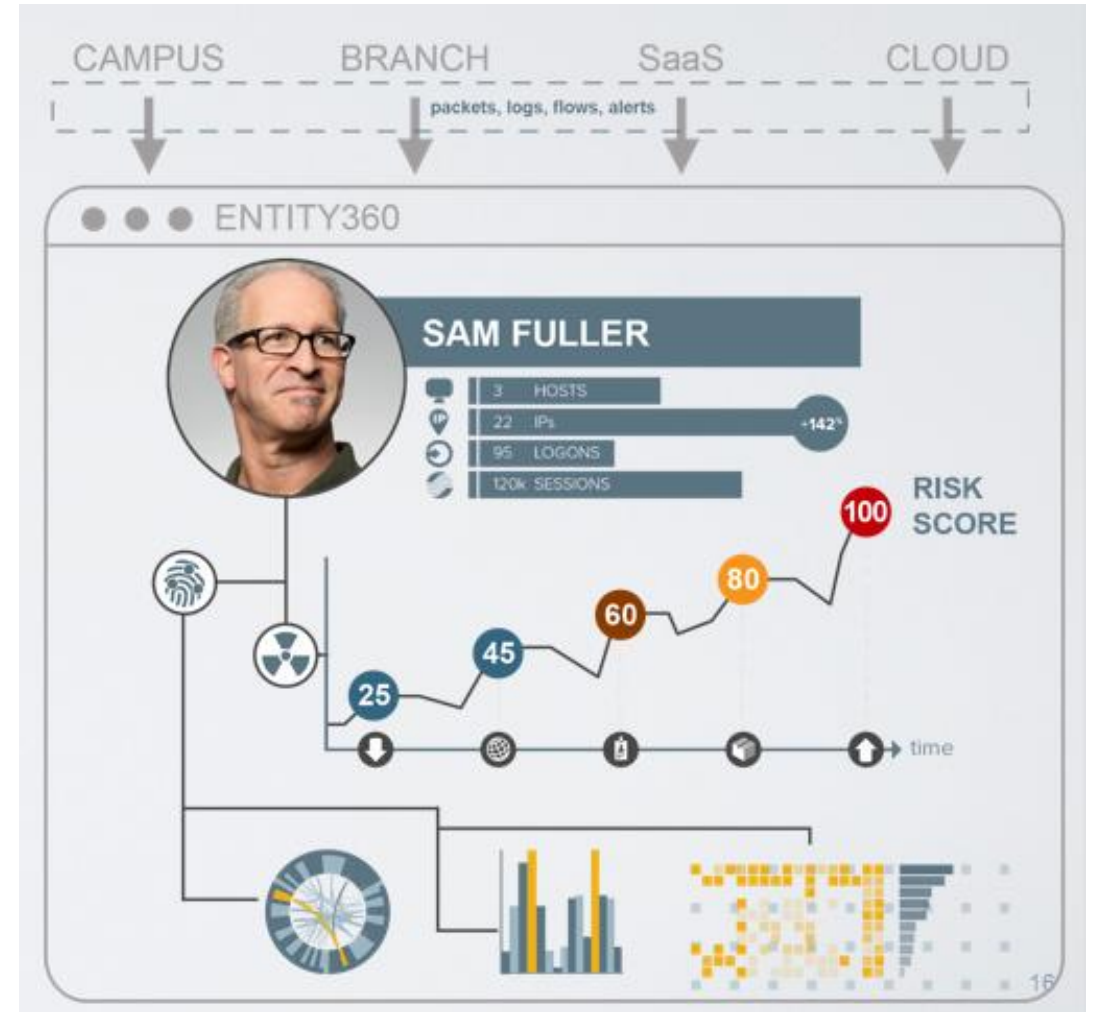 CAMPUS BRANCH SaaS CLOUD
packets, logs, flows, alerts
ENTITY360
SAM FULLER
3 HOSTS
IP 22 IPs +142%
95 LOGONS
120k SESSIONS
RISK
SCORE
100
80
60
45
25
time
16